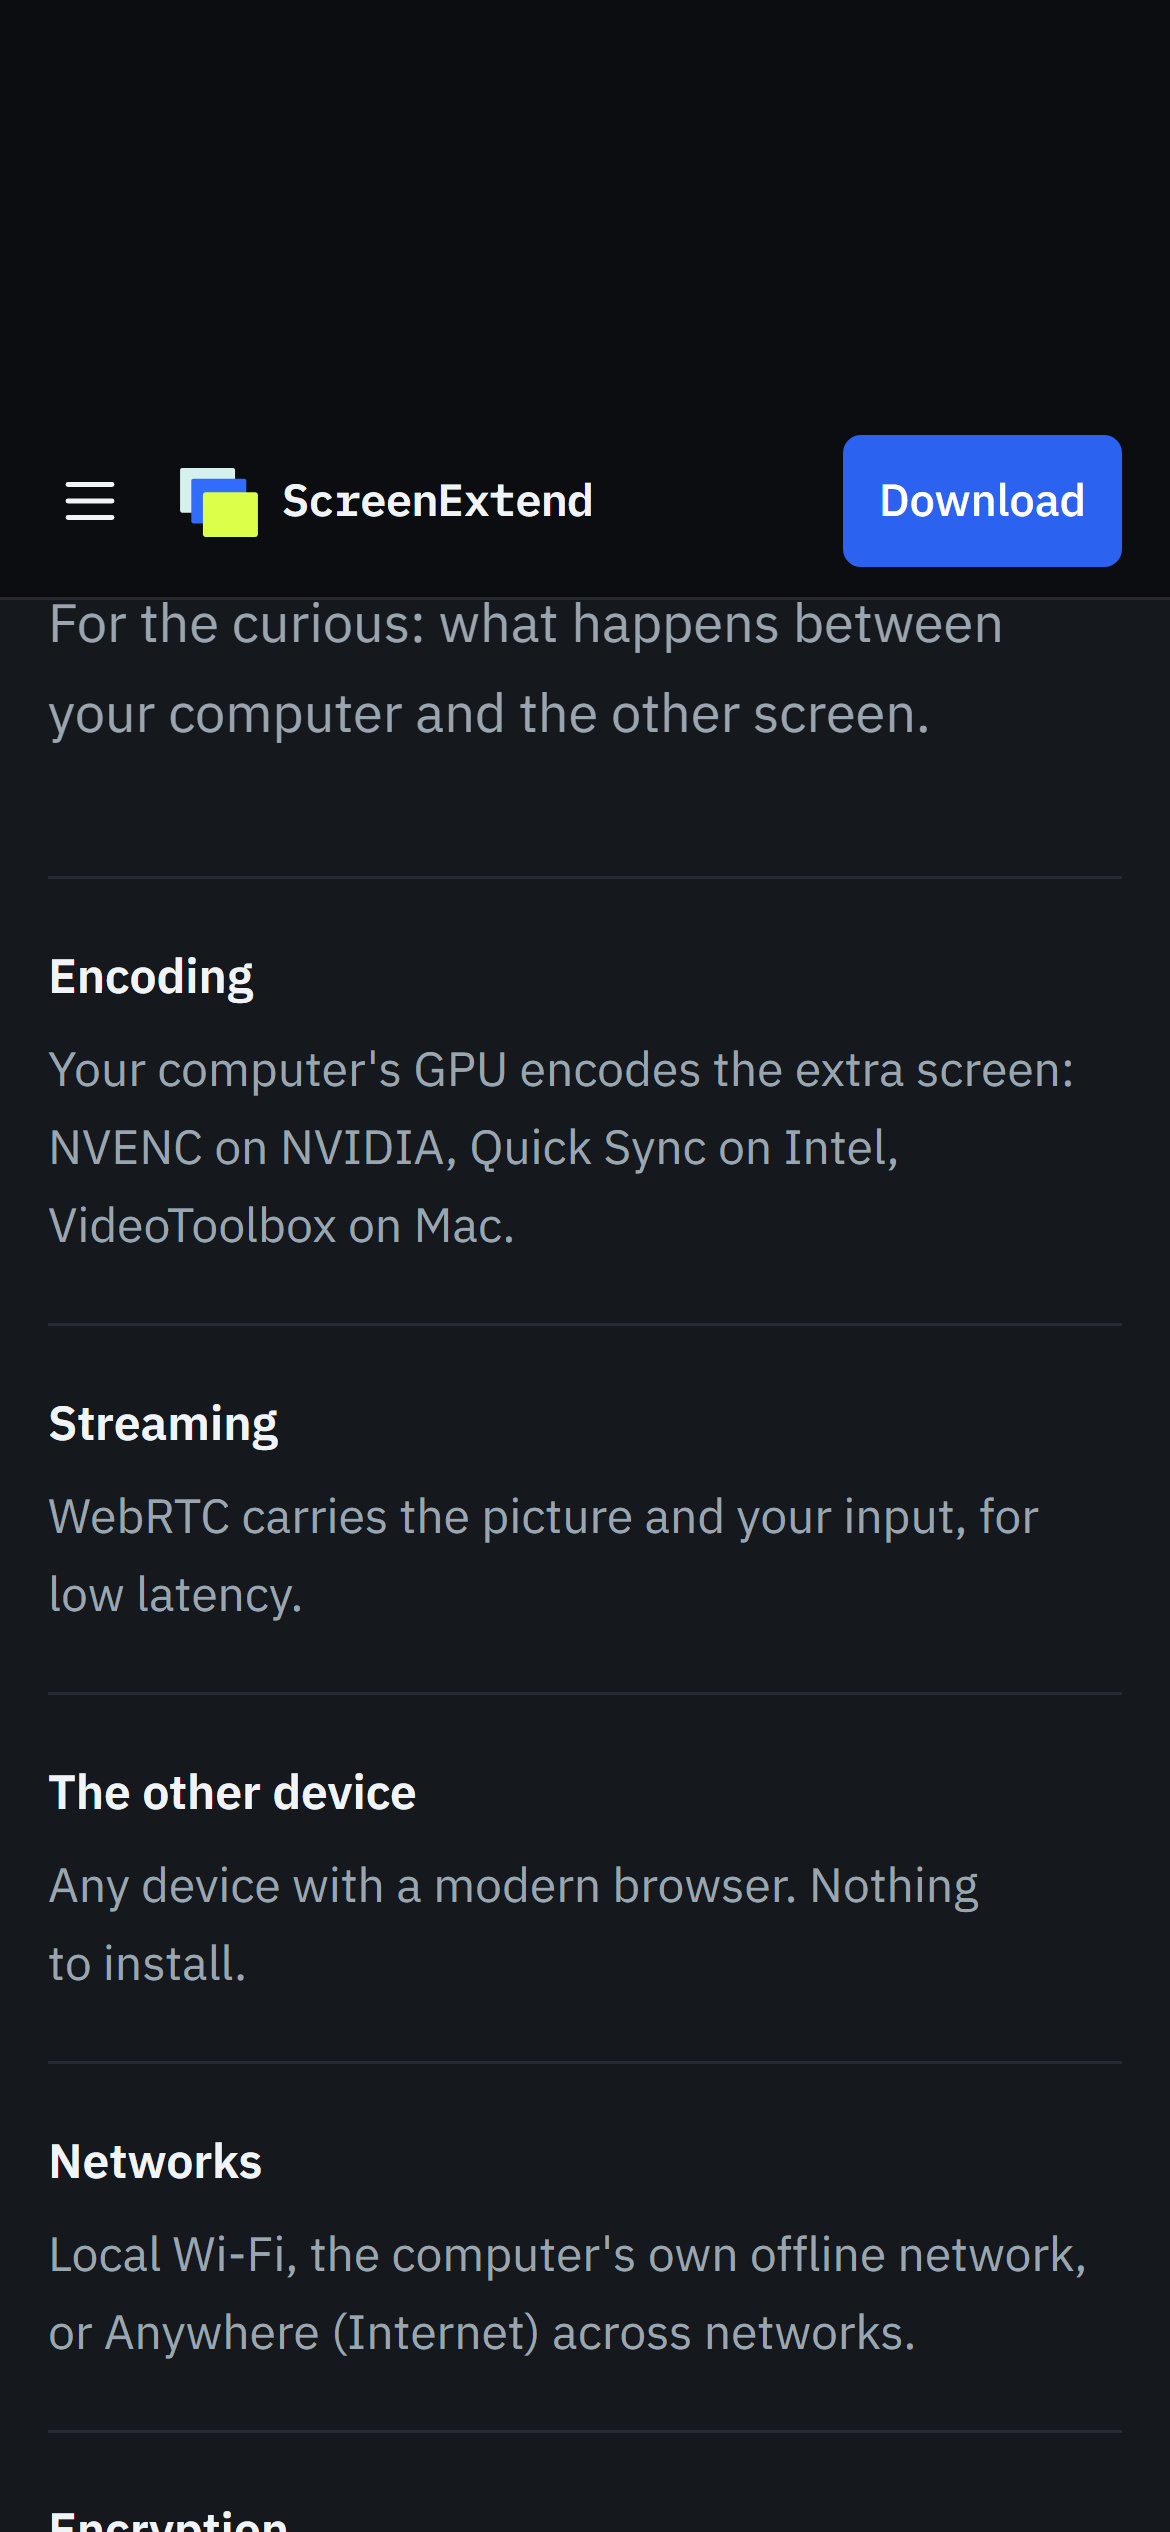 ScreenExtend
Download
For the curious: what happens between
your computer and the other screen.
Encoding
Your computer's GPU encodes the extra screen:
NVENC on NVIDIA, Quick Sync on Intel,
VideoToolbox on Mac.
Streaming
WebRTC carries the picture and your input, for
low latency.
The other device
Any device with a modern browser. Nothing
to install.
Networks
Local Wi-Fi, the computer's own offline network,
or Anywhere (Internet) across networks.
Encryption